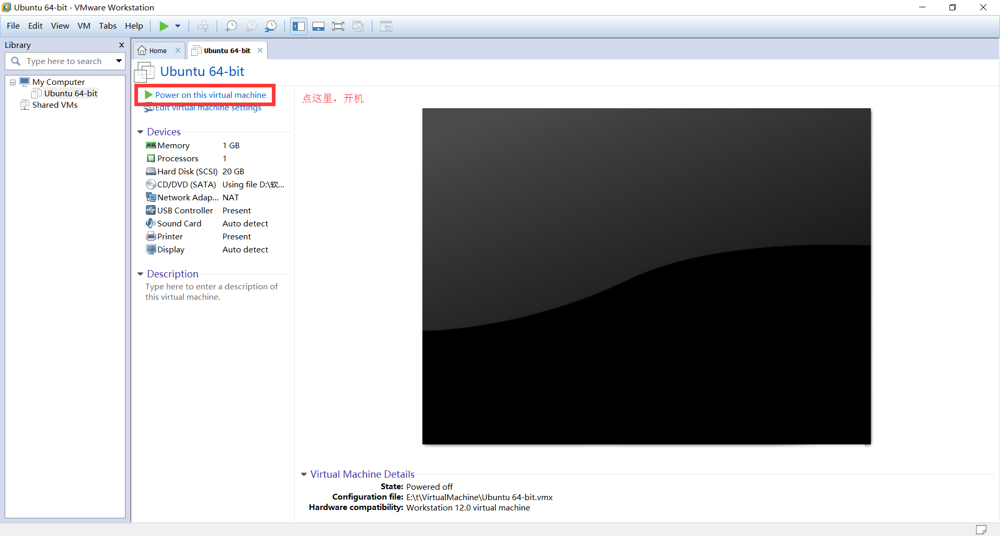 Ubuntu 64-bit - VMware Workstation
File Edit View VM Tabs Help
Library
Type here to search
My Computer
Ubuntu 64-bit
Shared VMs
Home
Ubuntu 64-bit
Ubuntu 64-bit
Power on this virtual machine
点这里，开机
Edit virtual machine settings
Devices
Memory 1 GB
Processors 1
Hard Disk (SCSI) 20 GB
CD/DVD (SATA) Using file D:\软...
Network Adap... NAT
USB Controller Present
Sound Card Auto detect
Printer Present
Display Auto detect
Description
Type here to enter a description of
this virtual machine.
Virtual Machine Details
State: Powered off
Configuration file: E:\t\VirtualMachine\Ubuntu 64-bit.vmx
Hardware compatibility: Workstation 12.0 virtual machine